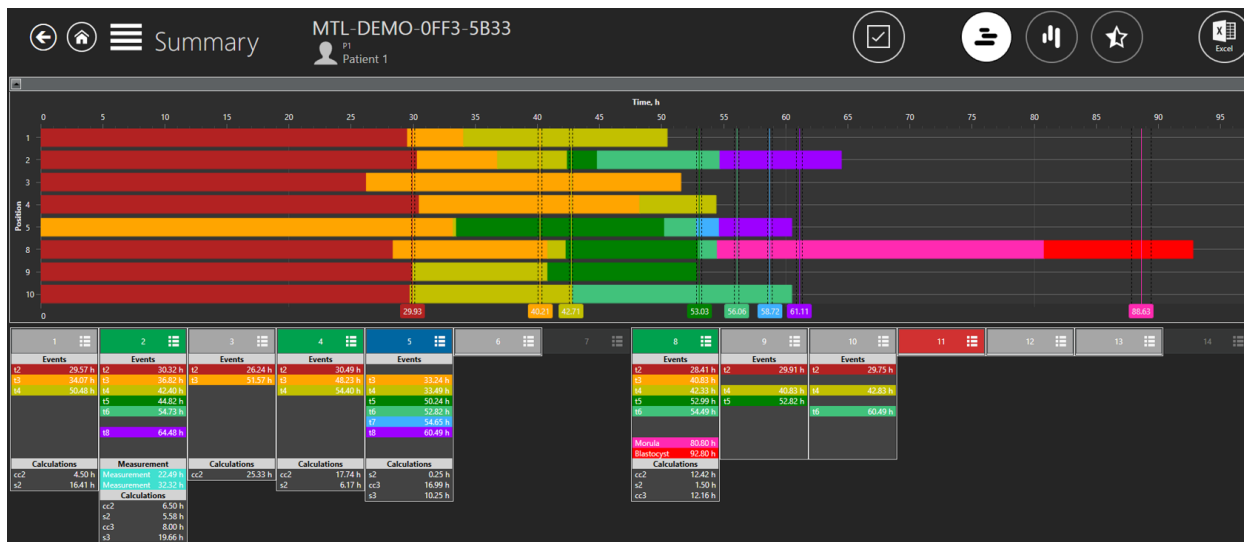 Summary
MTL-DEMO-0FF3-5B33
P1
Patient 1
Excel
Time, h
0 5 10 15 20 25 30 35 40 45 50 55 60 65 70 75 80 85 90 95
Position
1
2
3
4
5
8
9
10
0
29.93 40.21 42.71 53.03 56.06 58.72 61.11 88.63
1 2 3 4 5 6 7 8 9 10 11 12 13 14
Events Events Events Events Events Events Events Events
t2 29.57 h t2 30.32 h t2 26.24 h t2 30.49 h t2 28.41 h t2 29.91 h t2 29.75 h
t3 34.07 h t3 36.82 h t3 51.57 h t3 48.23 h t3 33.24 h t3 40.83 h
t4 50.48 h t4 42.40 h t4 54.40 h t4 33.49 h t4 42.33 h t4 40.83 h t4 42.83 h
t5 44.82 h t5 50.24 h t5 52.99 h t5 52.82 h
t6 54.73 h t6 52.82 h t6 54.49 h t6 60.49 h
t7 54.65 h
t8 64.48 h t8 60.49 h
Morula 80.80 h
Blastocyst 92.80 h
Calculations Measurement Calculations Calculations Calculations Calculations
cc2 4.50 h Measurement 22.49 h cc2 25.33 h cc2 17.74 h s2 0.25 h cc2 12.42 h
s2 16.41 h Measurement 32.32 h s2 6.17 h cc3 16.99 h s2 1.50 h
Calculations s3 10.25 h cc3 12.16 h
cc2 6.50 h
s2 5.58 h
cc3 8.00 h
s3 19.66 h